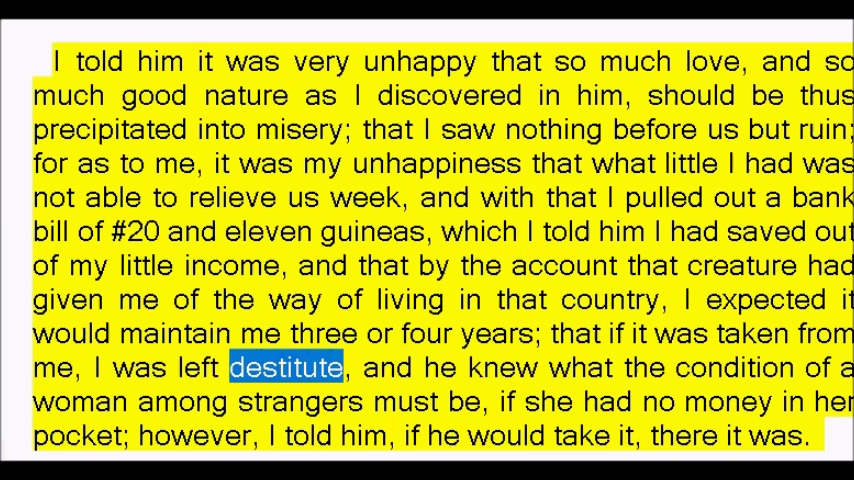 I told him it was very unhappy that so much love, and so
much good nature as I discovered in him, should be thus
precipitated into misery; that I saw nothing before us but ruin;
for as to me, it was my unhappiness that what little I had was
not able to relieve us week, and with that I pulled out a bank
bill of #20 and eleven guineas, which I told him I had saved out
of my little income, and that by the account that creature had
given me of the way of living in that country, I expected it
would maintain me three or four years; that if it was taken from
me, I was left destitute, and he knew what the condition of a
woman among strangers must be, if she had no money in her
pocket; however, I told him, if he would take it, there it was.